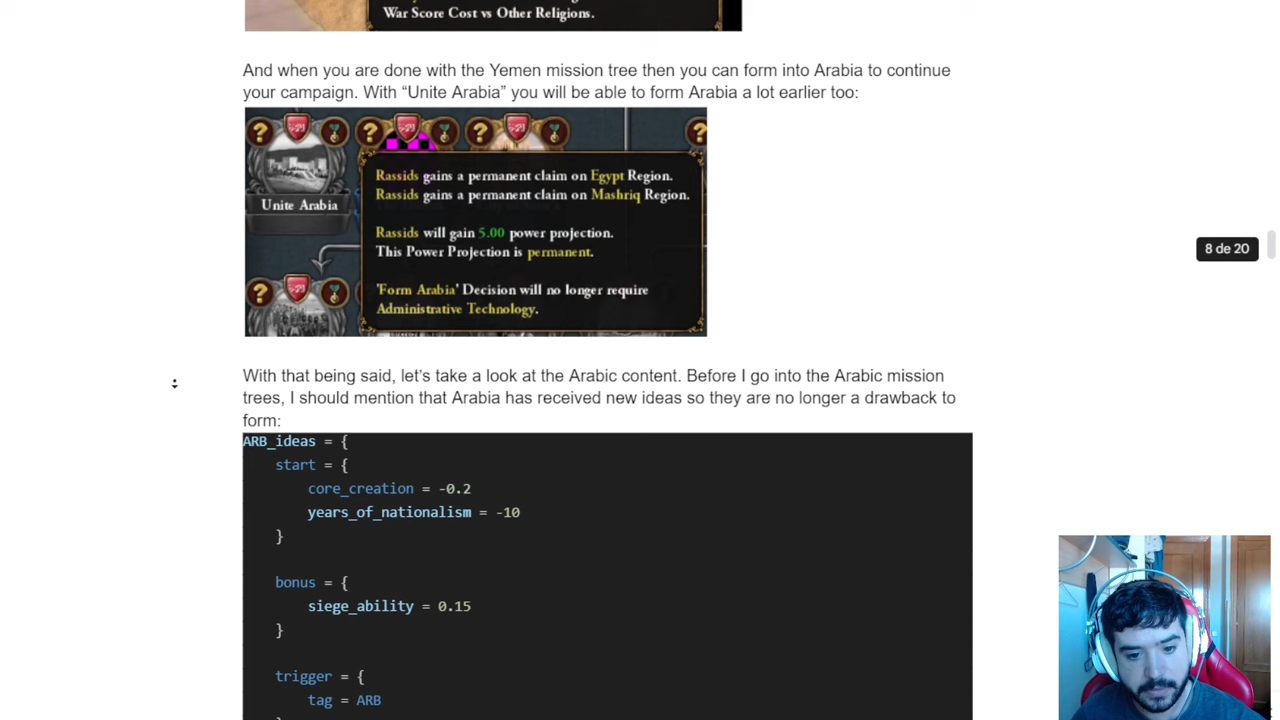 War Score Cost vs Other Religions.
And when you are done with the Yemen mission tree then you can form into Arabia to continue
your campaign. With “Unite Arabia” you will be able to form Arabia a lot earlier too:
Unite Arabia
Rassids gains a permanent claim on Egypt Region.
Rassids gains a permanent claim on Mashriq Region.
Rassids will gain 5.00 power projection.
This Power Projection is permanent.
'Form Arabia' Decision will no longer require
Administrative Technology.
8 de 20
With that being said, let’s take a look at the Arabic content. Before I go into the Arabic mission
trees, I should mention that Arabia has received new ideas so they are no longer a drawback to
form:
ARB_ideas = {
start = {
core_creation = -0.2
years_of_nationalism = -10
}
bonus = {
siege_ability = 0.15
}
trigger = {
tag = ARB